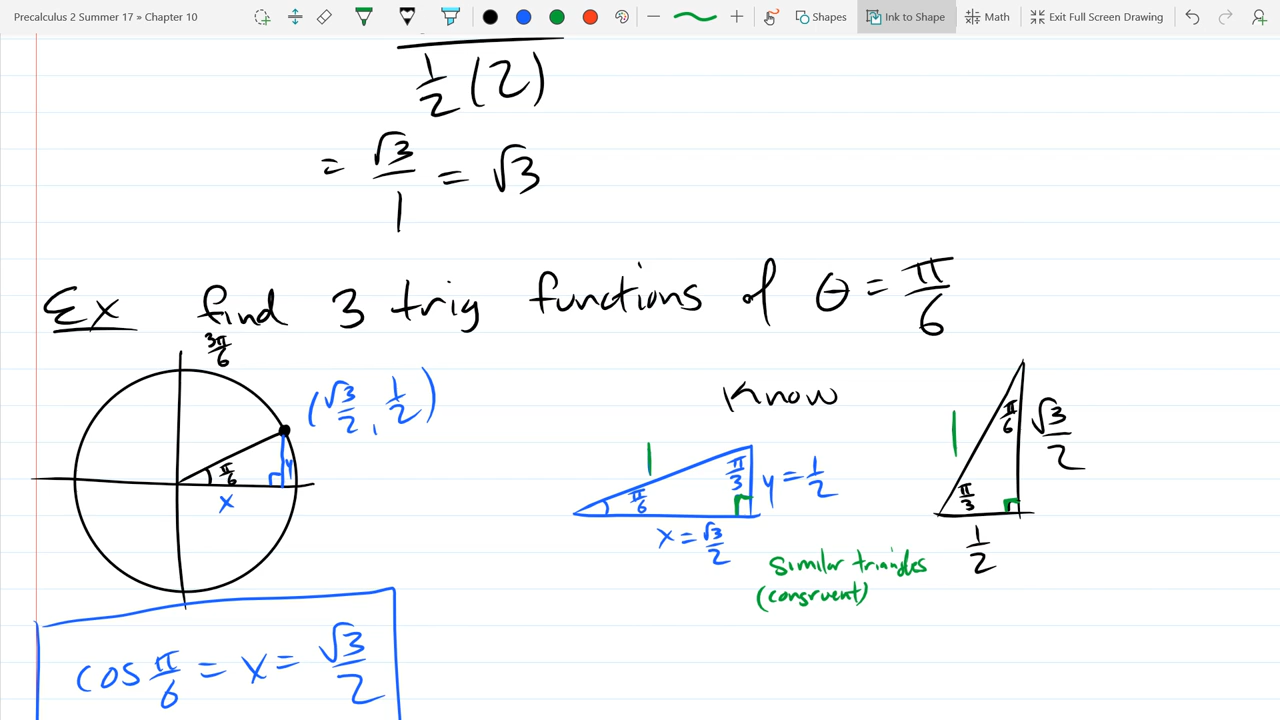 Precalculus 2 Summer 17 » Chapter 10
Shapes
Ink to Shape
Math
Exit Full Screen Drawing
1/2 (2)
= √3/1 = √3
Ex find 3 trig functions of θ = π/6
3π/6
(√3/2, 1/2)
π/6
y
x
Know
1
π/6
π/3
y = 1/2
x = √3/2
1
π/6
√3/2
π/3
1/2
Similar triangles
(congruent)
cos π/6 = x = √3/2